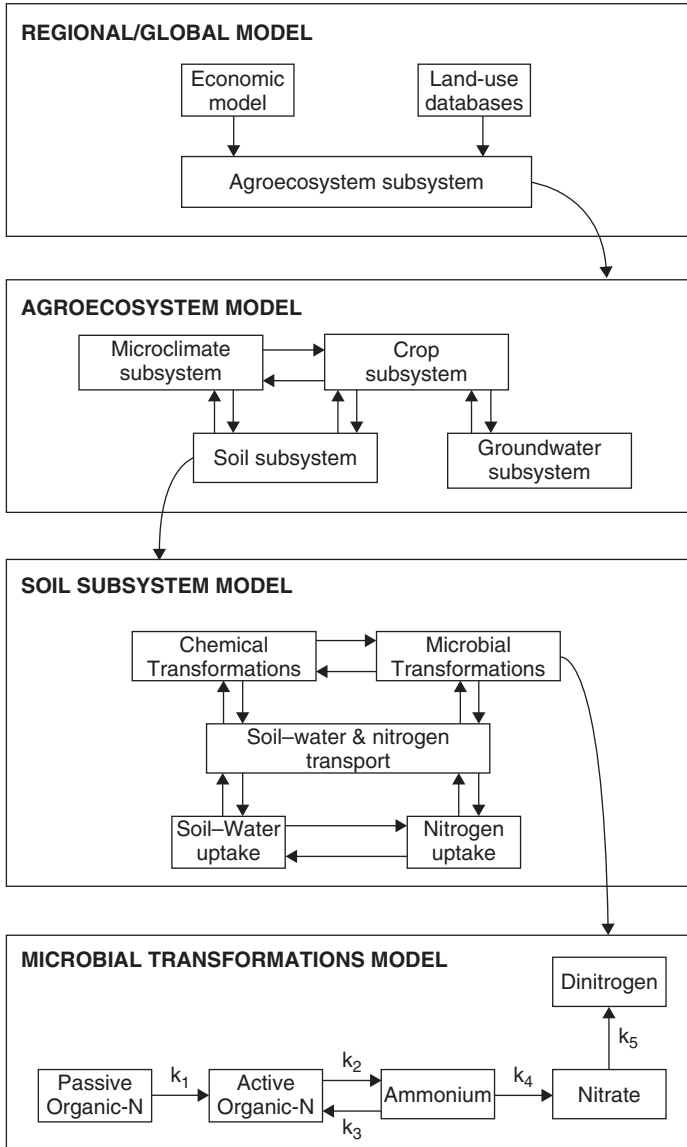 REGIONAL/GLOBAL MODEL
Economic
model
Land-use
databases
Agroecosystem subsystem
AGROECOSYSTEM MODEL
Microclimate
subsystem
Crop
subsystem
Soil subsystem
Groundwater
subsystem
SOIL SUBSYSTEM MODEL
Chemical
Transformations
Microbial
Transformations
Soil–water & nitrogen
transport
Soil–Water
uptake
Nitrogen
uptake
MICROBIAL TRANSFORMATIONS MODEL
Dinitrogen
k5
Passive
Organic-N
k1
Active
Organic-N
k2
k3
Ammonium
k4
Nitrate